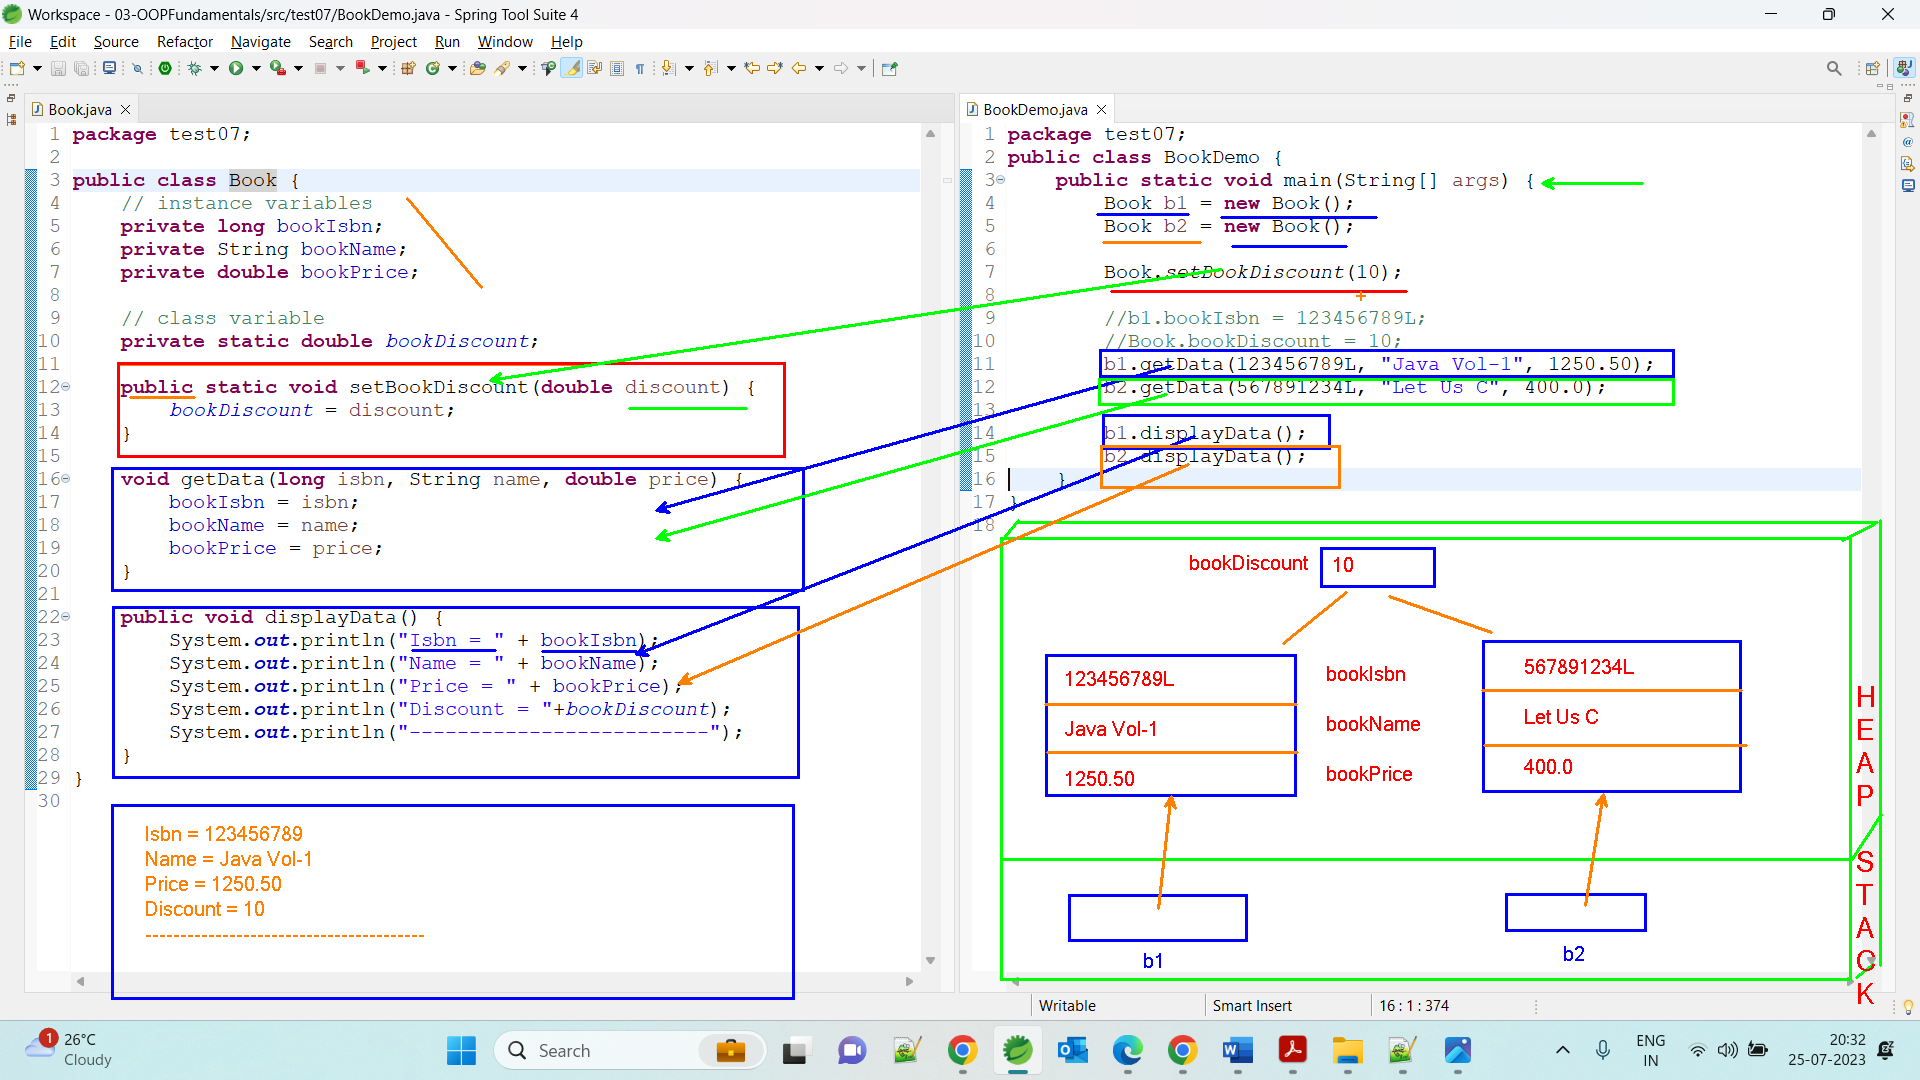 Workspace - 03-OOPFundamentals/src/test07/BookDemo.java - Spring Tool Suite 4
File Edit Source Refactor Navigate Search Project Run Window Help
Book.java
1 package test07;
2
3 public class Book {
4 // instance variables
5 private long bookIsbn;
6 private String bookName;
7 private double bookPrice;
8
9 // class variable
10 private static double bookDiscount;
11
12 public static void setBookDiscount(double discount) {
13 bookDiscount = discount;
14 }
15
16 void getData(long isbn, String name, double price) {
17 bookIsbn = isbn;
18 bookName = name;
19 bookPrice = price;
20 }
21
22 public void displayData() {
23 System.out.println("Isbn = " + bookIsbn);
24 System.out.println("Name = " + bookName);
25 System.out.println("Price = " + bookPrice);
26 System.out.println("Discount = "+bookDiscount);
27 System.out.println("-------------------------");
28 }
29 }
30
Isbn = 123456789
Name = Java Vol-1
Price = 1250.50
Discount = 10
----------------------------------------
BookDemo.java
1 package test07;
2 public class BookDemo {
3 public static void main(String[] args) {
4 Book b1 = new Book();
5 Book b2 = new Book();
6
7 Book.setBookDiscount(10);
8
9 //b1.bookIsbn = 123456789L;
10 //Book.bookDiscount = 10;
11 b1.getData(123456789L, "Java Vol-1", 1250.50);
12 b2.getData(567891234L, "Let Us C", 400.0);
13
14 b1.displayData();
15 b2.displayData();
16 }
17 }
18
bookDiscount 10
123456789L bookIsbn 567891234L
Java Vol-1 bookName Let Us C
1250.50 bookPrice 400.0
b1 b2
HEAP
STACK
Writable Smart Insert 16 : 1 : 374
1 26°C
Cloudy
Search
ENG
IN
20:32
25-07-2023